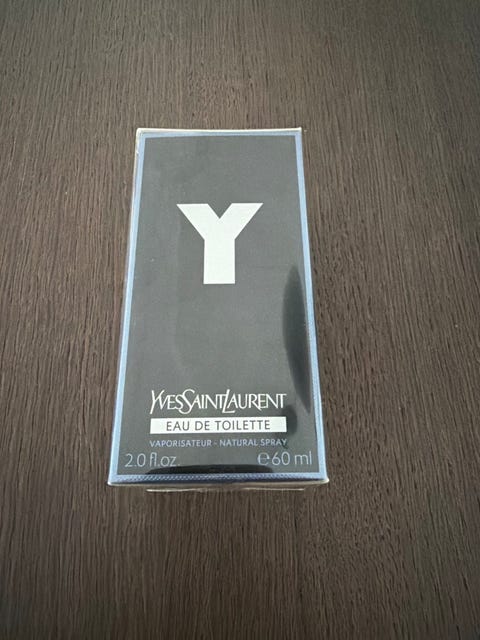 Y
YVESSAINTLAURENT
EAU DE TOILETTE
VAPORISATEUR - NATURAL SPRAY
2.0 fl.oz. ℮60 ml